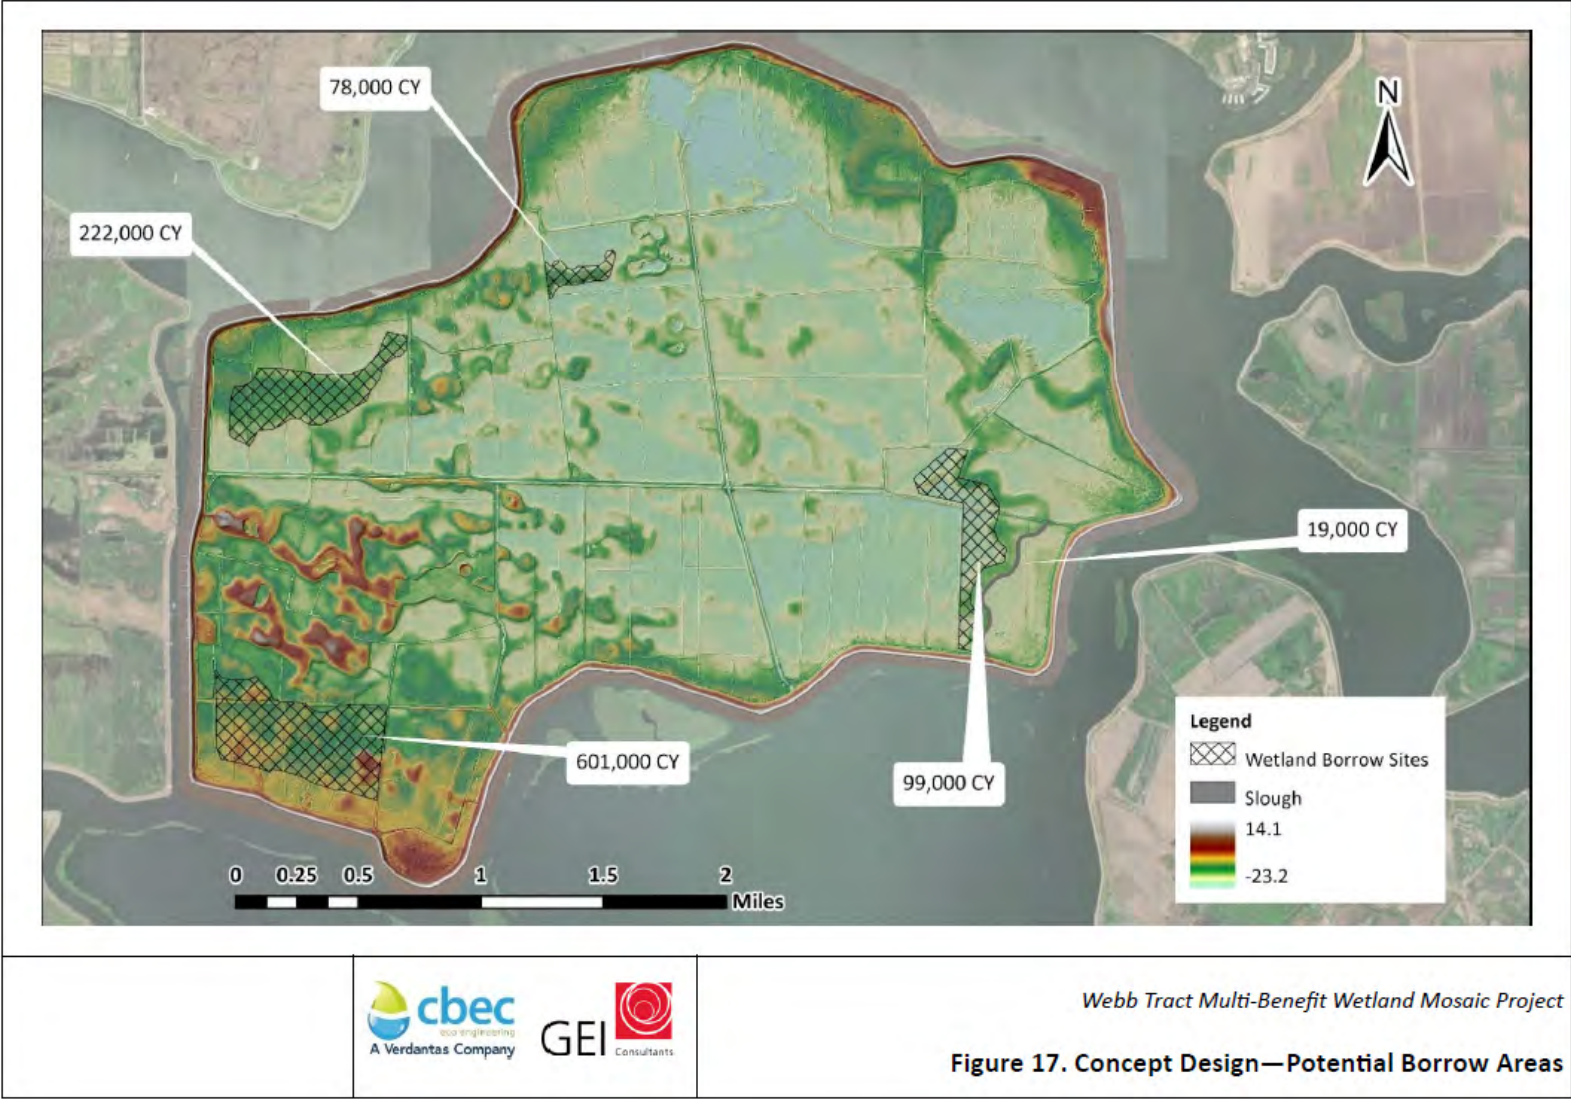 78,000 CY
N
222,000 CY
19,000 CY
601,000 CY
99,000 CY
Legend
Wetland Borrow Sites
Slough
14.1
-23.2
0 0.25 0.5 1 1.5 2
Miles
cbec
eco engineering
A Verdantas Company
GEI
Consultants
Webb Tract Multi-Benefit Wetland Mosaic Project
Figure 17. Concept Design—Potential Borrow Areas